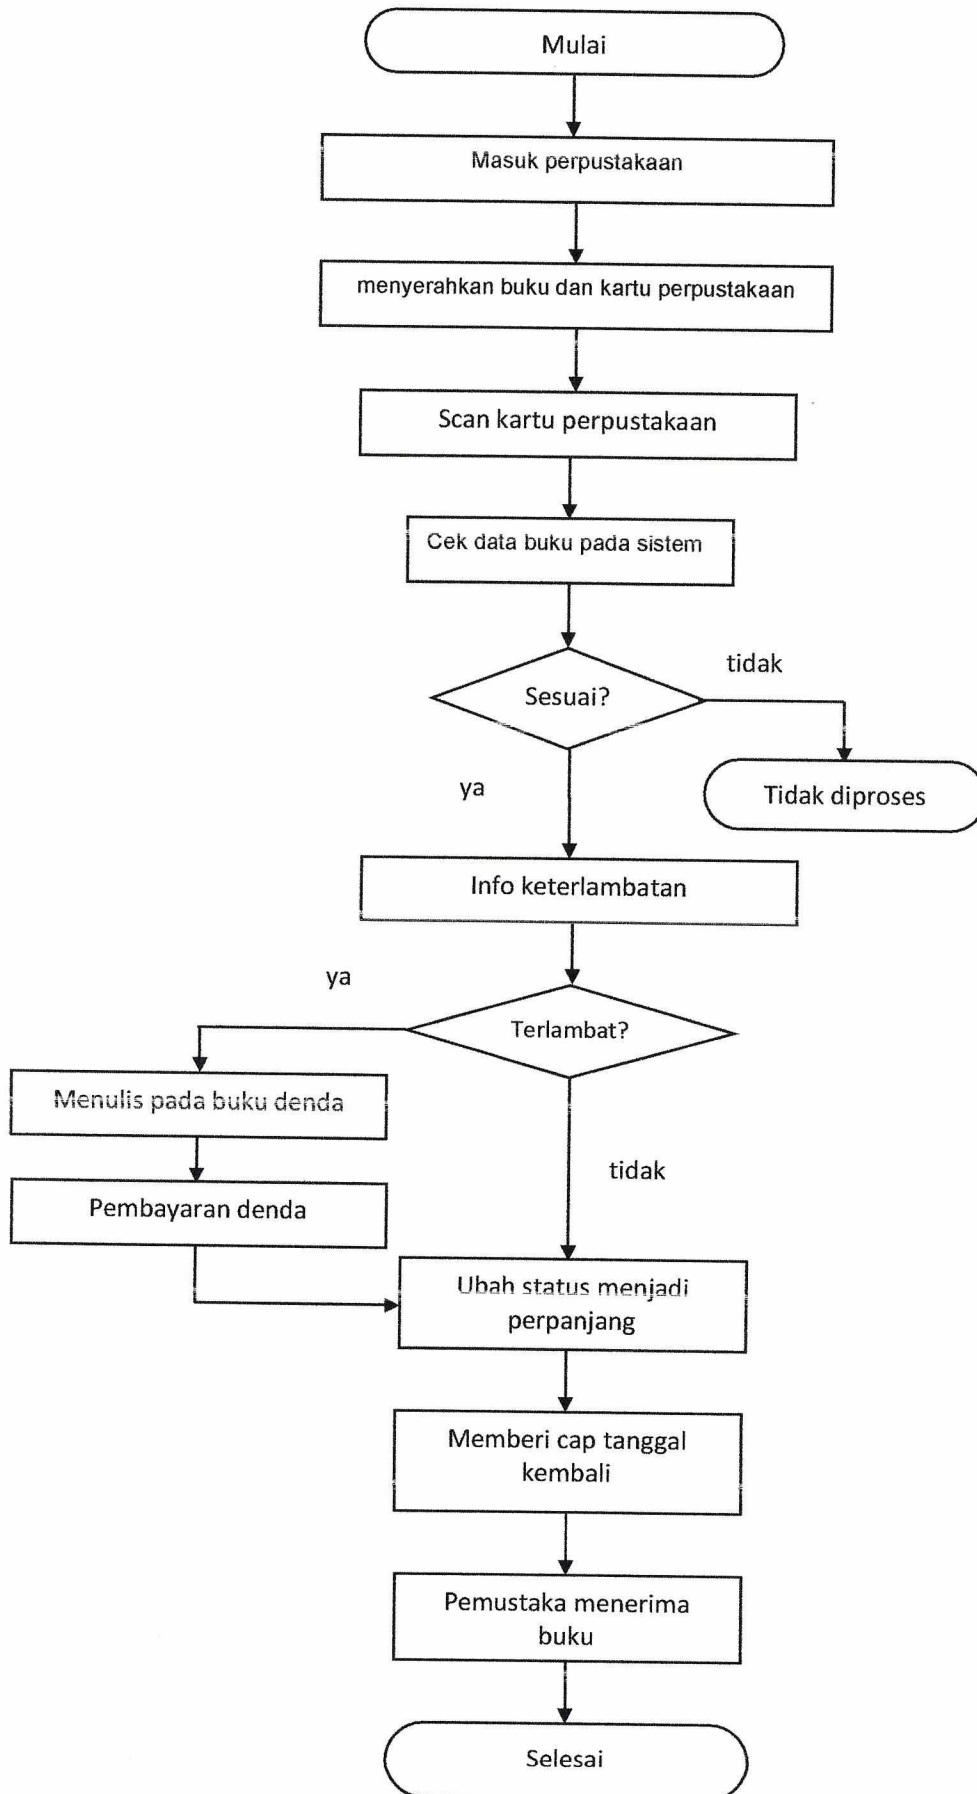 Mulai
Masuk perpustakaan
menyerahkan buku dan kartu perpustakaan
Scan kartu perpustakaan
Cek data buku pada sistem
tidak
Sesuai?
ya
Tidak diproses
Info keterlambatan
ya
Terlambat?
Menulis pada buku denda
tidak
Pembayaran denda
Ubah status menjadi
perpanjang
Memberi cap tanggal
kembali
Pemustaka menerima
buku
Selesai